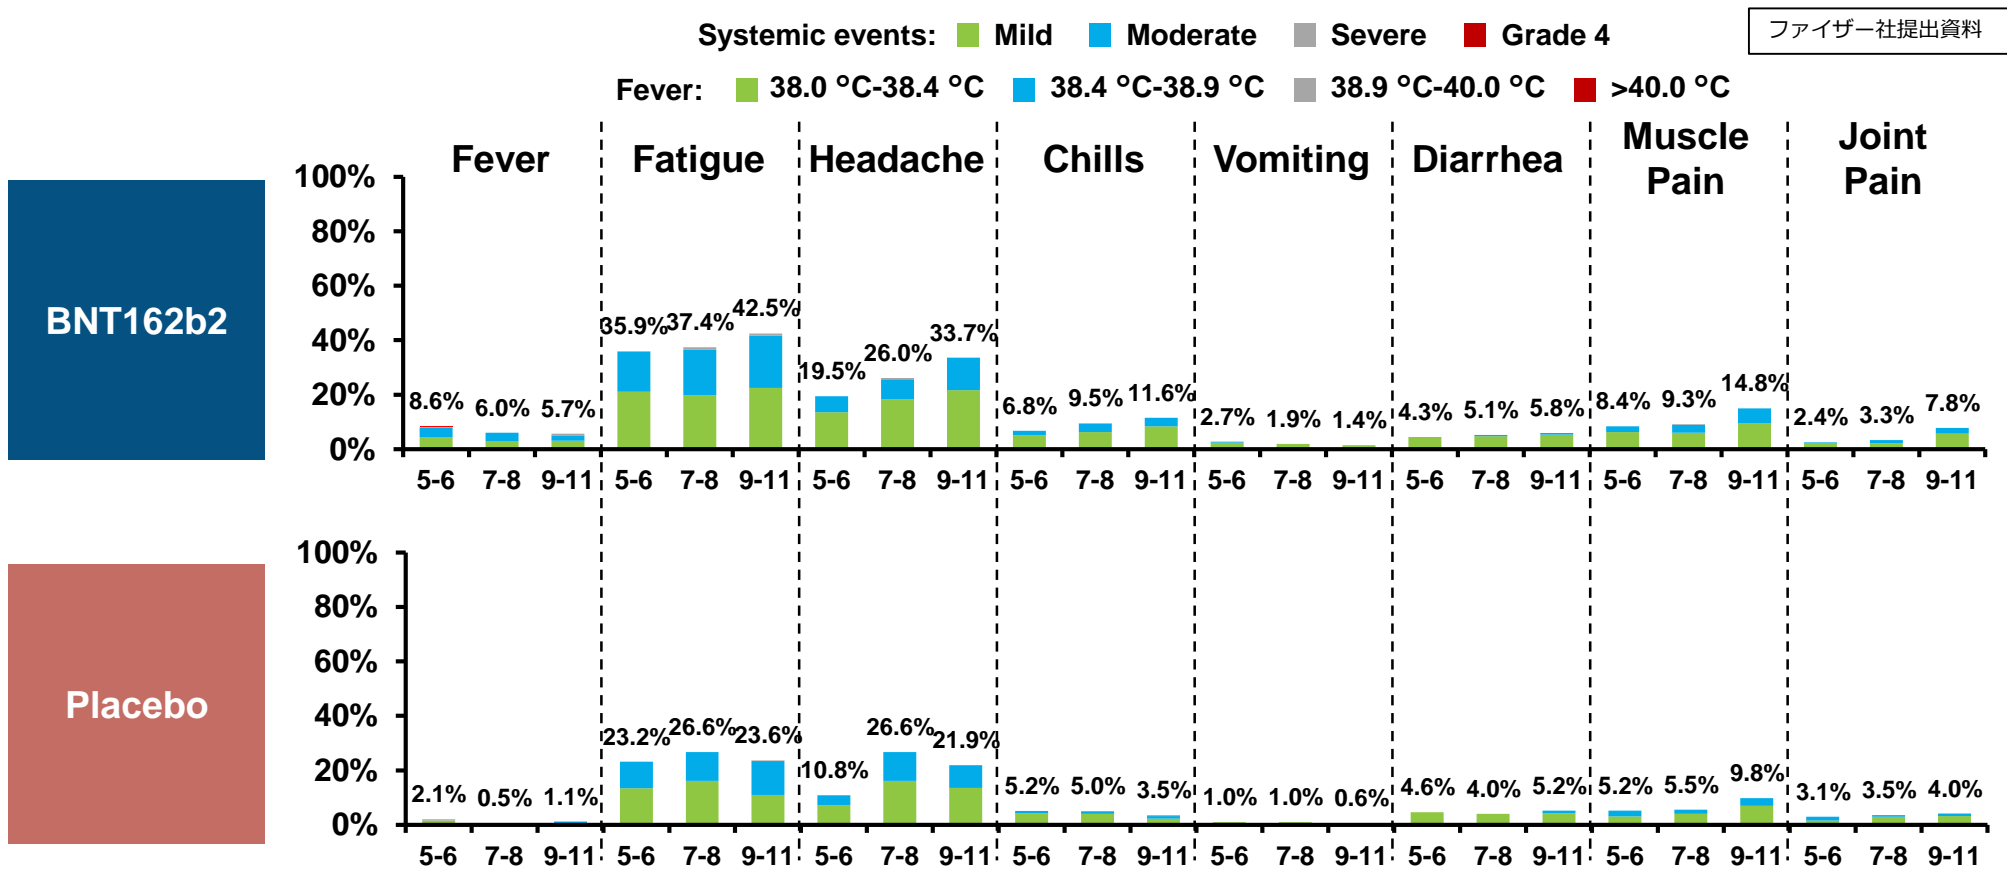 Systemic events: Mild Moderate Severe Grade 4
ファイザー社提出資料
Fever: 38.0 °C-38.4 °C 38.4 °C-38.9 °C 38.9 °C-40.0 °C >40.0 °C
Fever Fatigue Headache Chills Vomiting Diarrhea Muscle Pain Joint Pain
BNT162b2
100%
80%
60%
40%
20%
0%
8.6% 6.0% 5.7% 35.9% 37.4% 42.5% 19.5% 26.0% 33.7% 6.8% 9.5% 11.6% 2.7% 1.9% 1.4% 4.3% 5.1% 5.8% 8.4% 9.3% 14.8% 2.4% 3.3% 7.8%
5-6 7-8 9-11 5-6 7-8 9-11 5-6 7-8 9-11 5-6 7-8 9-11 5-6 7-8 9-11 5-6 7-8 9-11 5-6 7-8 9-11 5-6 7-8 9-11
Placebo
100%
80%
60%
40%
20%
0%
2.1% 0.5% 1.1% 23.2% 26.6% 23.6% 10.8% 26.6% 21.9% 5.2% 5.0% 3.5% 1.0% 1.0% 0.6% 4.6% 4.0% 5.2% 5.2% 5.5% 9.8% 3.1% 3.5% 4.0%
5-6 7-8 9-11 5-6 7-8 9-11 5-6 7-8 9-11 5-6 7-8 9-11 5-6 7-8 9-11 5-6 7-8 9-11 5-6 7-8 9-11 5-6 7-8 9-11